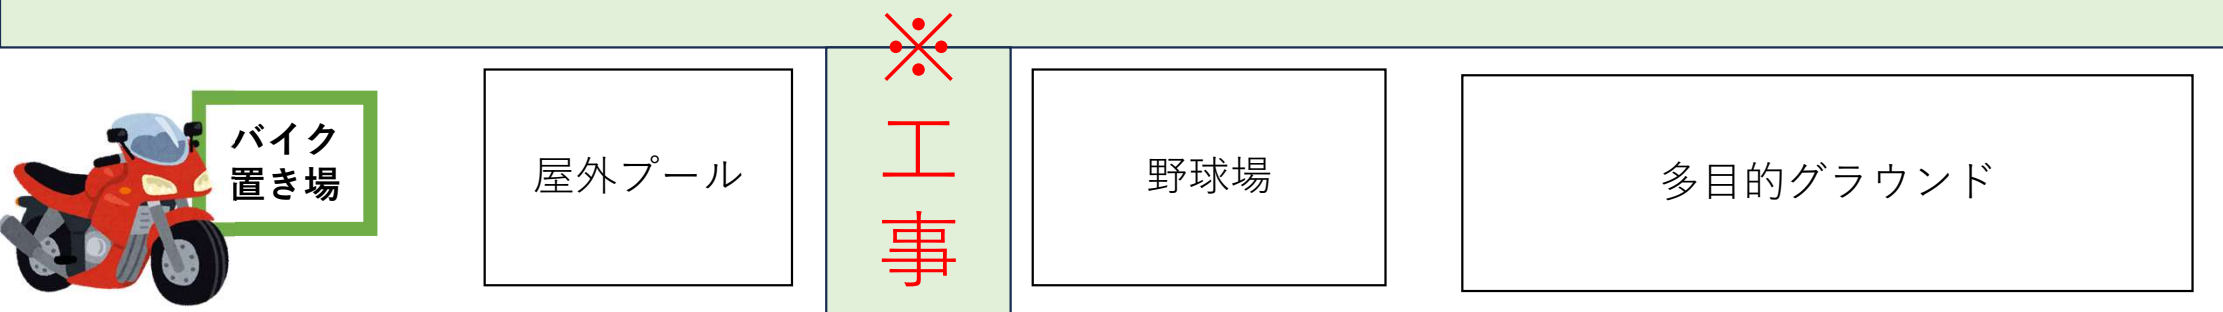 バイク
置き場
屋外プール
※
工
事
野球場
多目的グラウンド